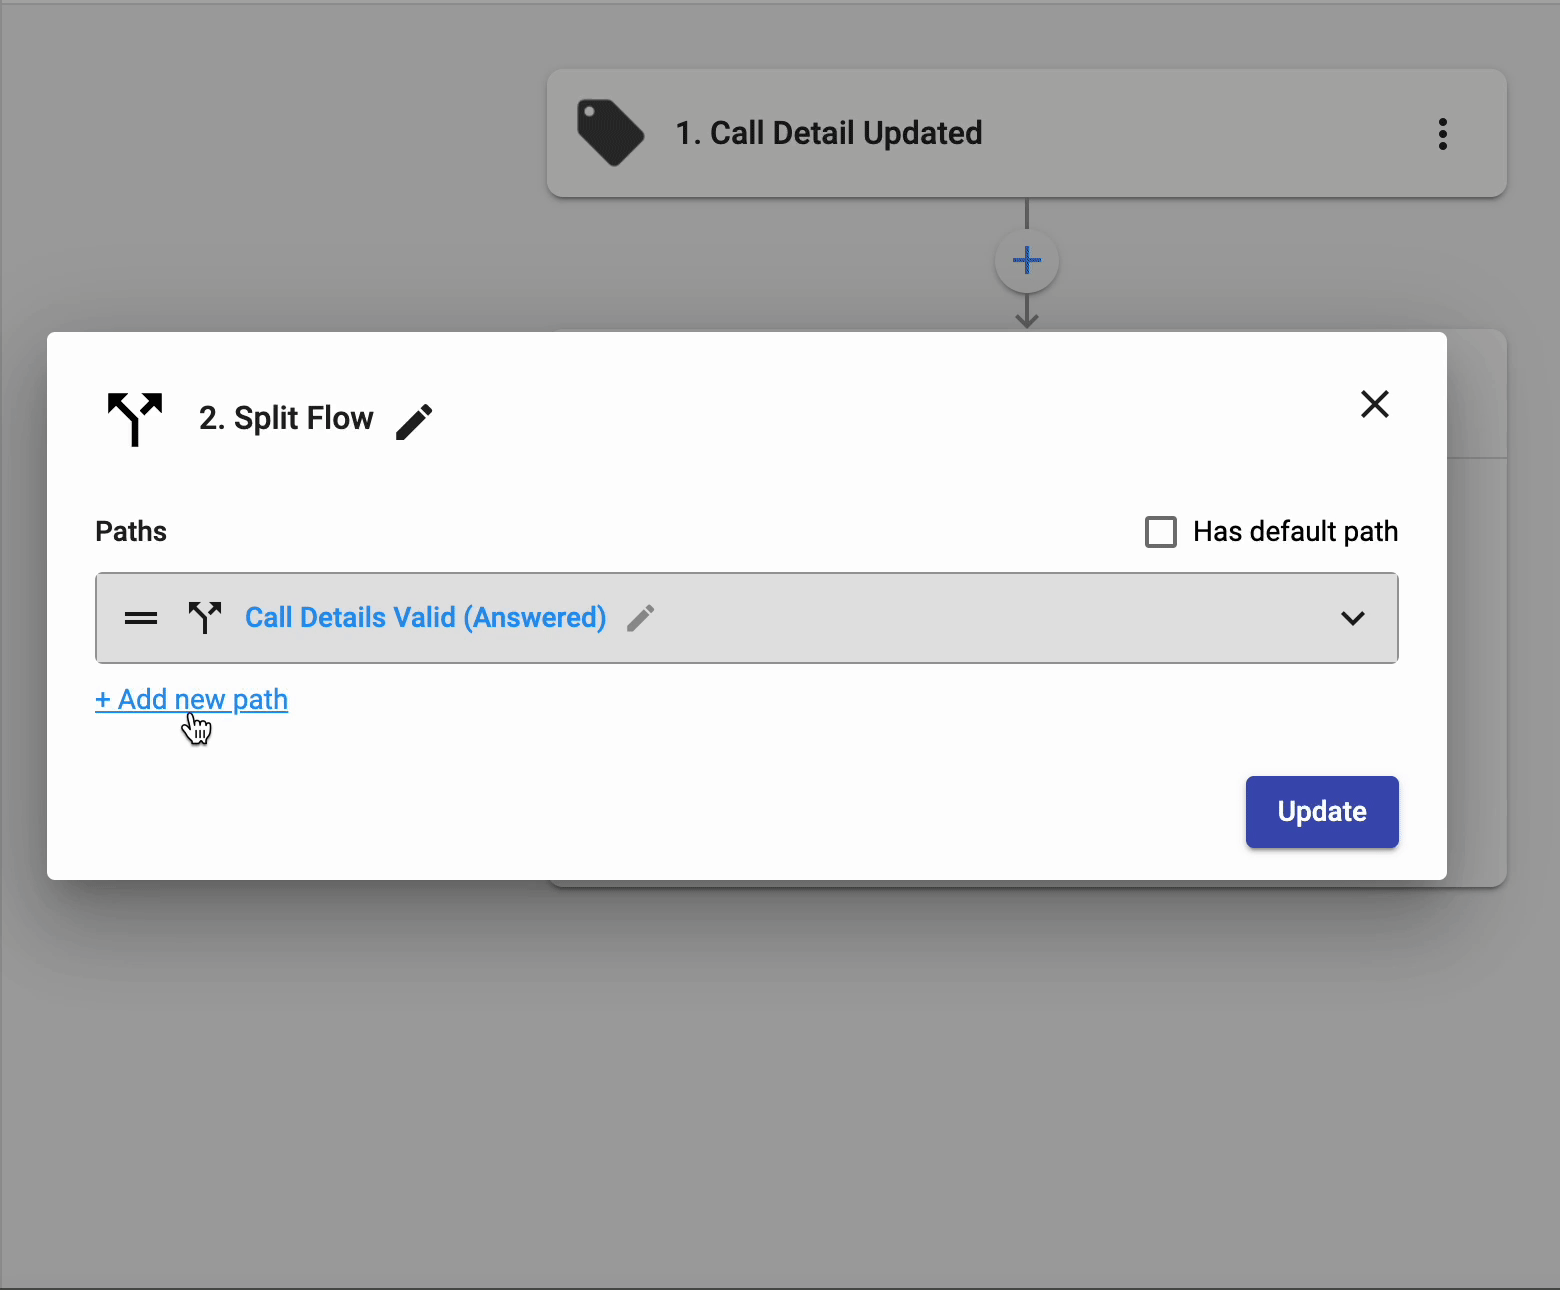 1. Call Detail Updated
2. Split Flow
Paths
Has default path
Call Details Valid (Answered)
+ Add new path
Update